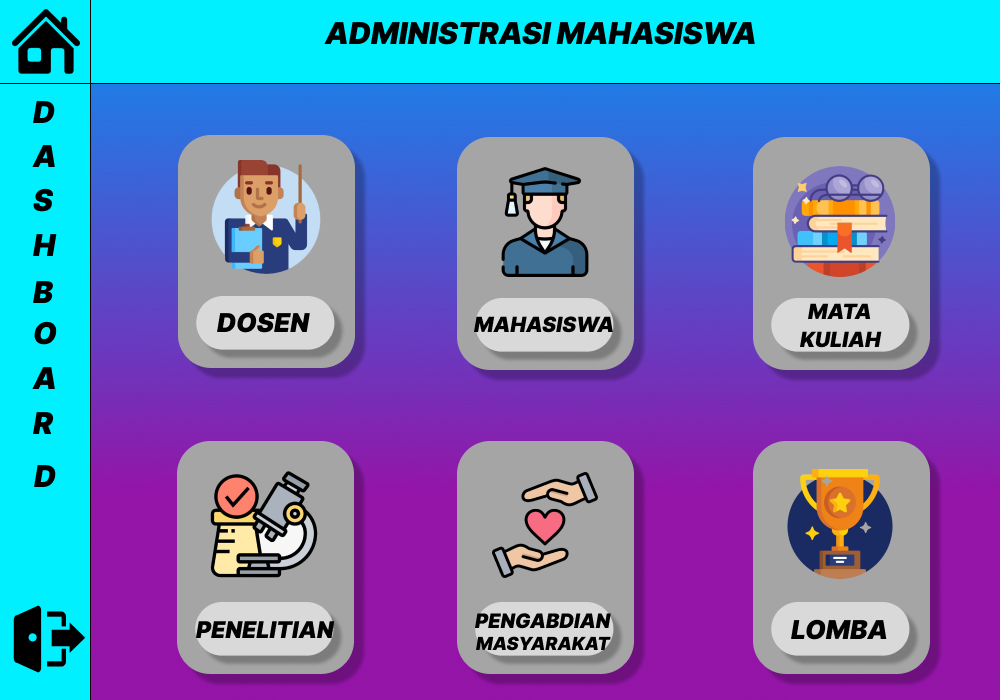 ADMINISTRASI MAHASISWA
D
A
S
H
B
O
A
R
D
DOSEN
MAHASISWA
MATA
KULIAH
PENELITIAN
PENGABDIAN
MASYARAKAT
LOMBA